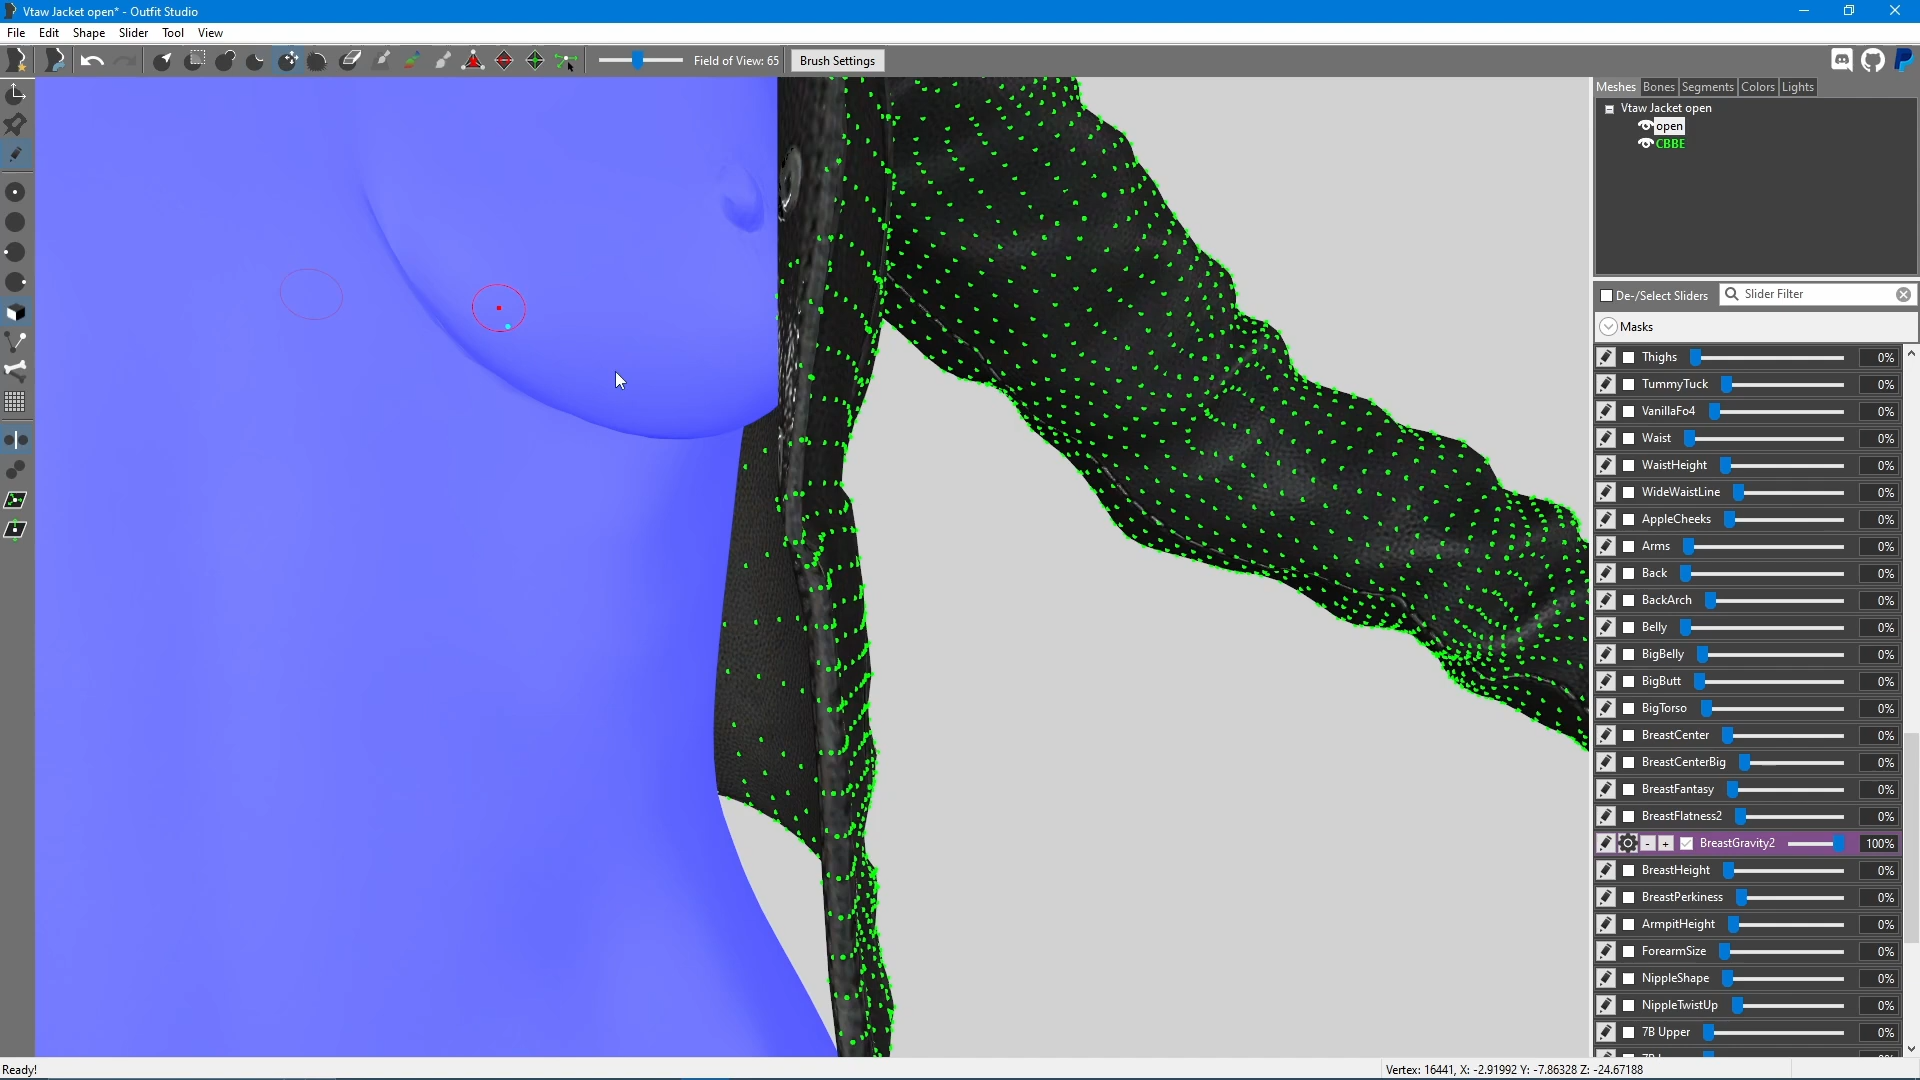 Vtaw Jacket open* - Outfit Studio
File Edit Shape Slider Tool View
Field of View: 65 Brush Settings
Meshes Bones Segments Colors Lights
Vtaw Jacket open
open
CBBE
De-/Select Sliders Slider Filter
Masks
Thighs 0%
TummyTuck 0%
VanillaFo4 0%
Waist 0%
WaistHeight 0%
WideWaistLine 0%
AppleCheeks 0%
Arms 0%
Back 0%
BackArch 0%
Belly 0%
BigBelly 0%
BigButt 0%
BigTorso 0%
BreastCenter 0%
BreastCenterBig 0%
BreastFantasy 0%
BreastFlatness2 0%
- + BreastGravity2 100%
BreastHeight 0%
BreastPerkiness 0%
ArmpitHeight 0%
ForearmSize 0%
NippleShape 0%
NippleTwistUp 0%
7B Upper 0%
Ready! Vertex: 16441, X: -2.91992 Y: -7.86328 Z: -24.67188